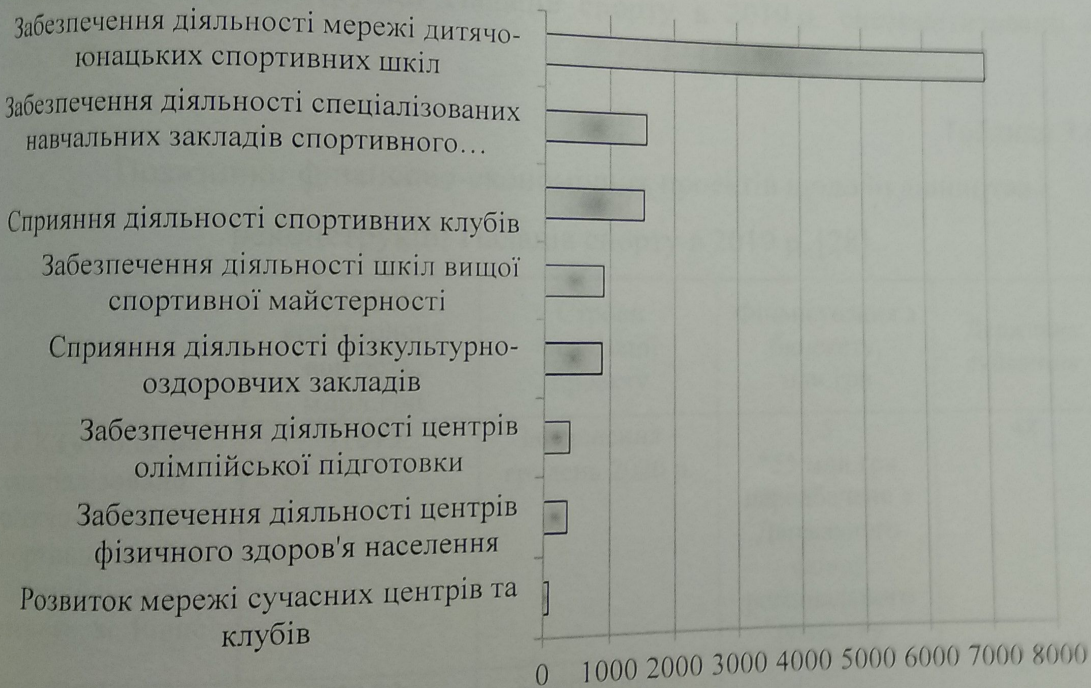 Забезпечення діяльності мережі дитячо-
юнацьких спортивних шкіл
Забезпечення діяльності спеціалізованих
навчальних закладів спортивного…
Сприяння діяльності спортивних клубів
Забезпечення діяльності шкіл вищої
спортивної майстерності
Сприяння діяльності фізкультурно-
оздоровчих закладів
Забезпечення діяльності центрів
олімпійської підготовки
Забезпечення діяльності центрів
фізичного здоров'я населення
Розвиток мережі сучасних центрів та
клубів
0 1000 2000 3000 4000 5000 6000 7000 8000